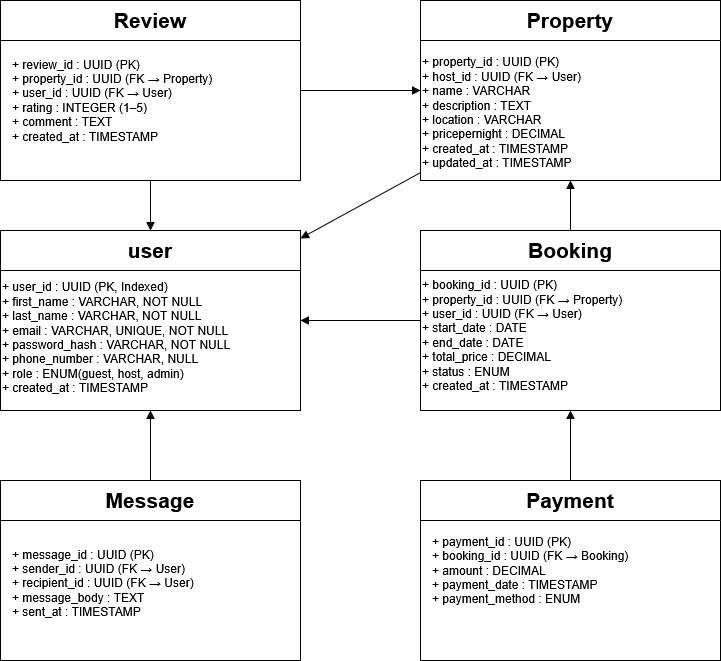 Review
+ review_id : UUID (PK)
+ property_id : UUID (FK → Property)
+ user_id : UUID (FK → User)
+ rating : INTEGER (1–5)
+ comment : TEXT
+ created_at : TIMESTAMP
Property
+ property_id : UUID (PK)
+ host_id : UUID (FK → User)
+ name : VARCHAR
+ description : TEXT
+ location : VARCHAR
+ pricepernight : DECIMAL
+ created_at : TIMESTAMP
+ updated_at : TIMESTAMP
user
+ user_id : UUID (PK, Indexed)
+ first_name : VARCHAR, NOT NULL
+ last_name : VARCHAR, NOT NULL
+ email : VARCHAR, UNIQUE, NOT NULL
+ password_hash : VARCHAR, NOT NULL
+ phone_number : VARCHAR, NULL
+ role : ENUM(guest, host, admin)
+ created_at : TIMESTAMP
Booking
+ booking_id : UUID (PK)
+ property_id : UUID (FK → Property)
+ user_id : UUID (FK → User)
+ start_date : DATE
+ end_date : DATE
+ total_price : DECIMAL
+ status : ENUM
+ created_at : TIMESTAMP
Message
+ message_id : UUID (PK)
+ sender_id : UUID (FK → User)
+ recipient_id : UUID (FK → User)
+ message_body : TEXT
+ sent_at : TIMESTAMP
Payment
+ payment_id : UUID (PK)
+ booking_id : UUID (FK → Booking)
+ amount : DECIMAL
+ payment_date : TIMESTAMP
+ payment_method : ENUM